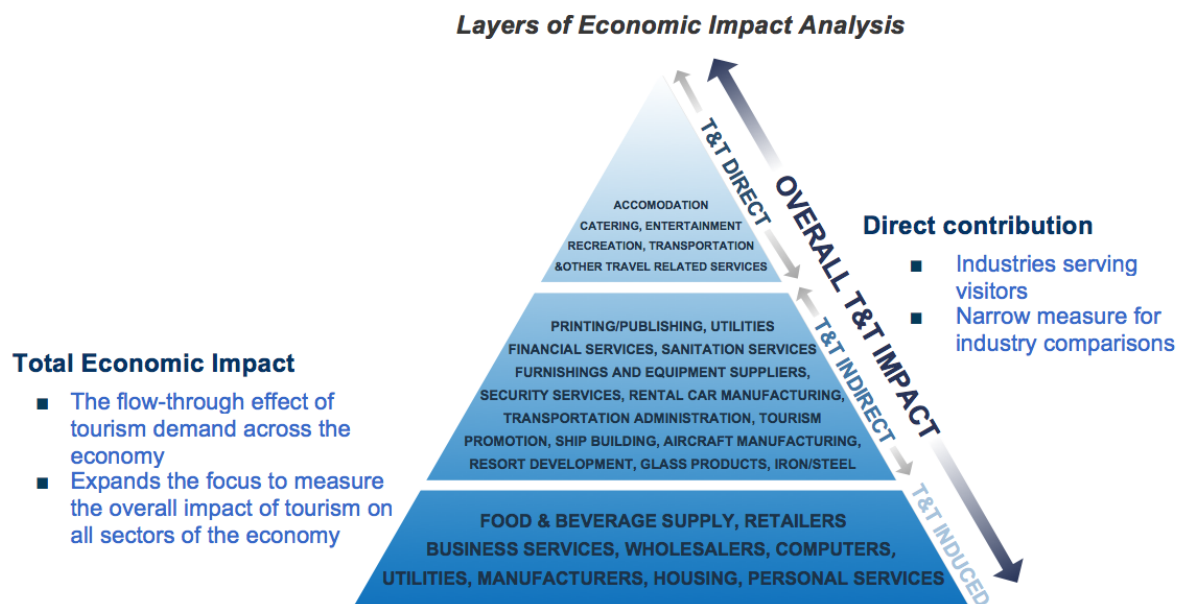 Layers of Economic Impact Analysis
T&T DIRECT
OVERALL T&T IMPACT
ACCOMODATION
CATERING, ENTERTAINMENT
RECREATION, TRANSPORTATION
&OTHER TRAVEL RELATED SERVICES
Direct contribution
■ Industries serving
visitors
■ Narrow measure for
industry comparisons
T&T INDIRECT
PRINTING/PUBLISHING, UTILITIES
FINANCIAL SERVICES, SANITATION SERVICES
FURNISHINGS AND EQUIPMENT SUPPLIERS,
SECURITY SERVICES, RENTAL CAR MANUFACTURING,
TRANSPORTATION ADMINISTRATION, TOURISM
PROMOTION, SHIP BUILDING, AIRCRAFT MANUFACTURING,
RESORT DEVELOPMENT, GLASS PRODUCTS, IRON/STEEL
Total Economic Impact
■ The flow-through effect of
tourism demand across the
economy
■ Expands the focus to measure
the overall impact of tourism on
all sectors of the economy
T&T INDUCED
FOOD & BEVERAGE SUPPLY, RETAILERS
BUSINESS SERVICES, WHOLESALERS, COMPUTERS,
UTILITIES, MANUFACTURERS, HOUSING, PERSONAL SERVICES